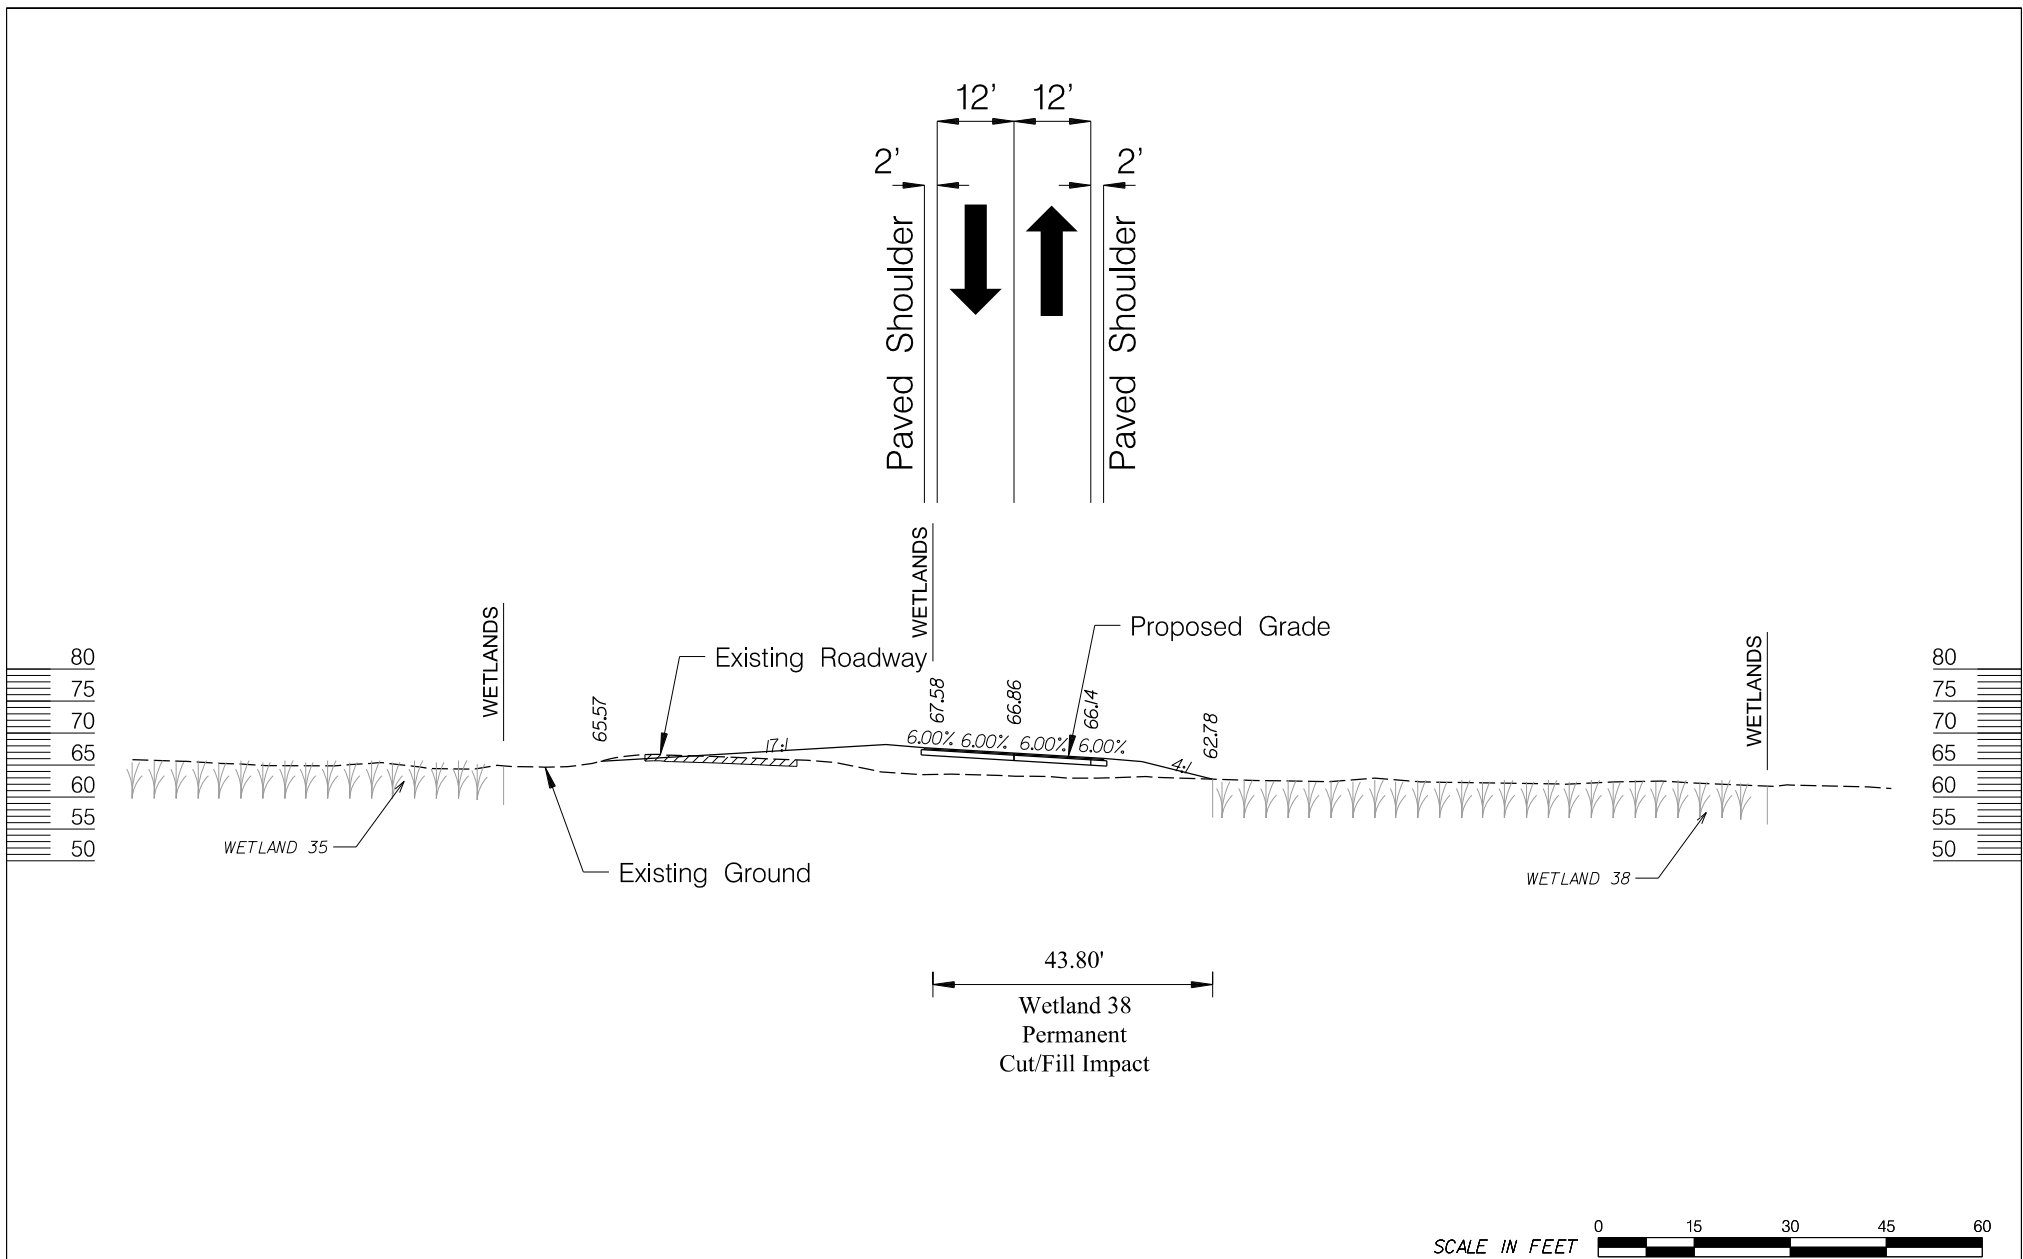 12' 12'
2' 2'
Paved Shoulder
Paved Shoulder
WETLANDS
WETLANDS
WETLANDS
Proposed Grade
Existing Roadway
80
75
70
65
60
55
50
80
75
70
65
60
55
50
65.57
67.58
66.86
66.14
62.78
17:1
6.00% 6.00% 6.00% 6.00%
4:1
WETLAND 35
Existing Ground
WETLAND 38
43.80'
Wetland 38
Permanent
Cut/Fill Impact
0 15 30 45 60
SCALE IN FEET